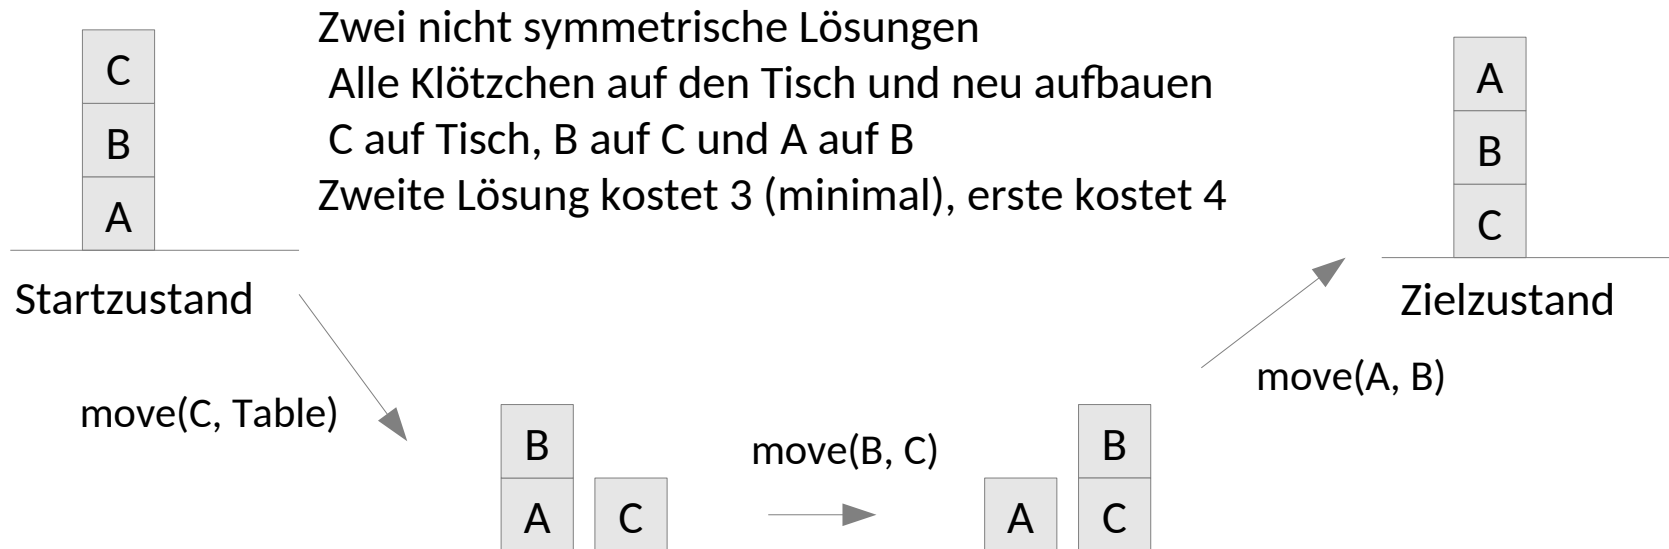 Zwei nicht symmetrische Lösungen
Alle Klötzchen auf den Tisch und neu aufbauen
C auf Tisch, B auf C und A auf B
Zweite Lösung kostet 3 (minimal), erste kostet 4
C
B
A
Startzustand
A
B
C
Zielzustand
move(C, Table)
B
A
C
move(B, C)
B
A
C
move(A, B)